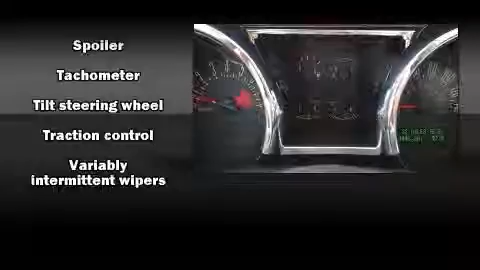 Spoiler
Tachometer
Tilt steering wheel
Traction control
Variably
intermittent wipers